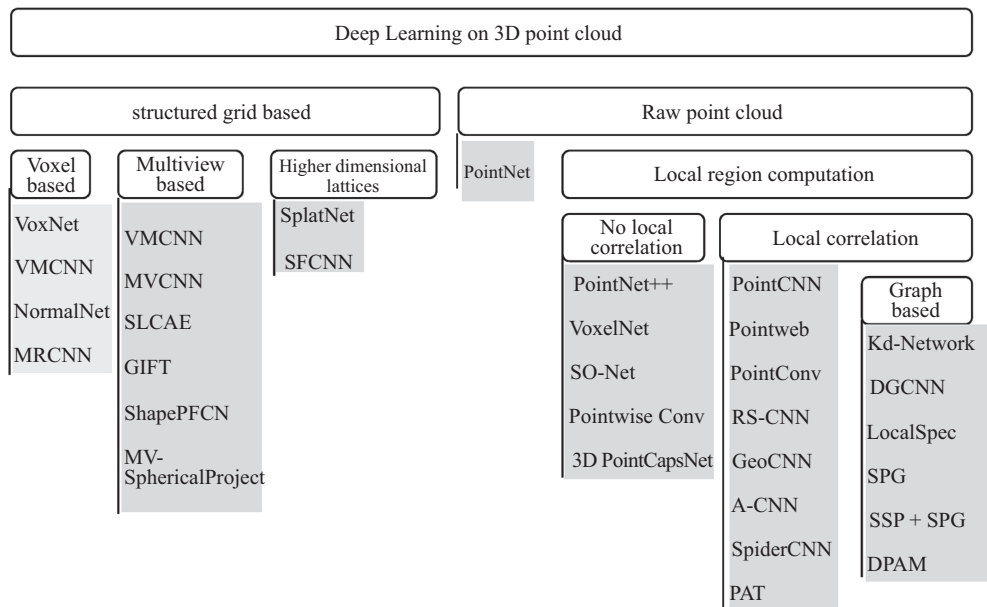 Deep Learning on 3D point cloud
structured grid based
Raw point cloud
Voxel
based
Multiview
based
Higher dimensional
lattices
PointNet
Local region computation
VoxNet
VMCNN
NormalNet
MRCNN
VMCNN
MVCNN
SLCAE
GIFT
ShapePFCN
MV-
SphericalProject
SplatNet
SFCNN
No local
correlation
Local correlation
PointNet++
VoxelNet
SO-Net
Pointwise Conv
3D PointCapsNet
PointCNN
Pointweb
PointConv
RS-CNN
GeoCNN
A-CNN
SpiderCNN
PAT
Graph
based
Kd-Network
DGCNN
LocalSpec
SPG
SSP + SPG
DPAM